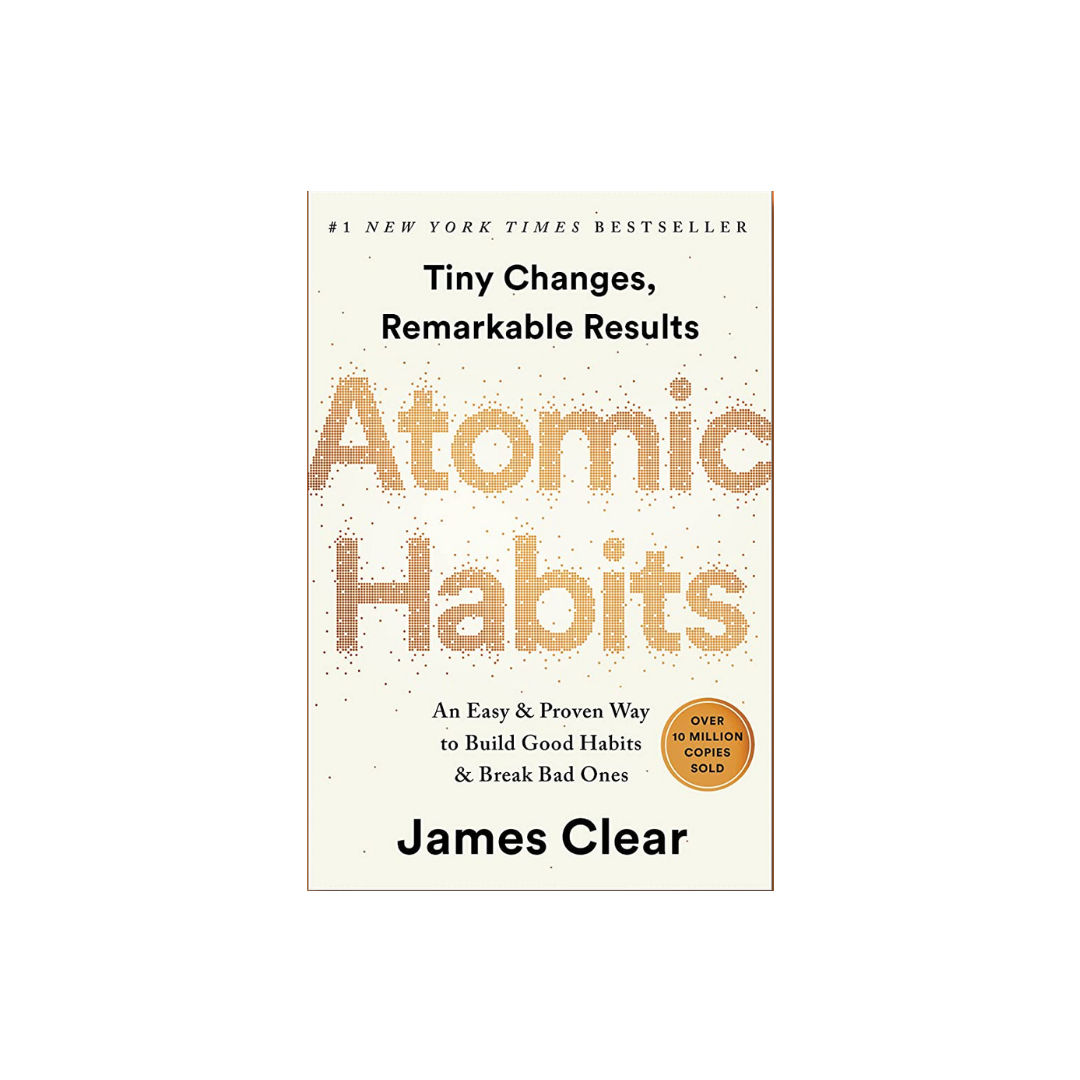 #1 NEW YORK TIMES BESTSELLER
Tiny Changes,
Remarkable Results
Atomic
Habits
An Easy & Proven Way
to Build Good Habits
& Break Bad Ones
OVER
10 MILLION
COPIES
SOLD
James Clear